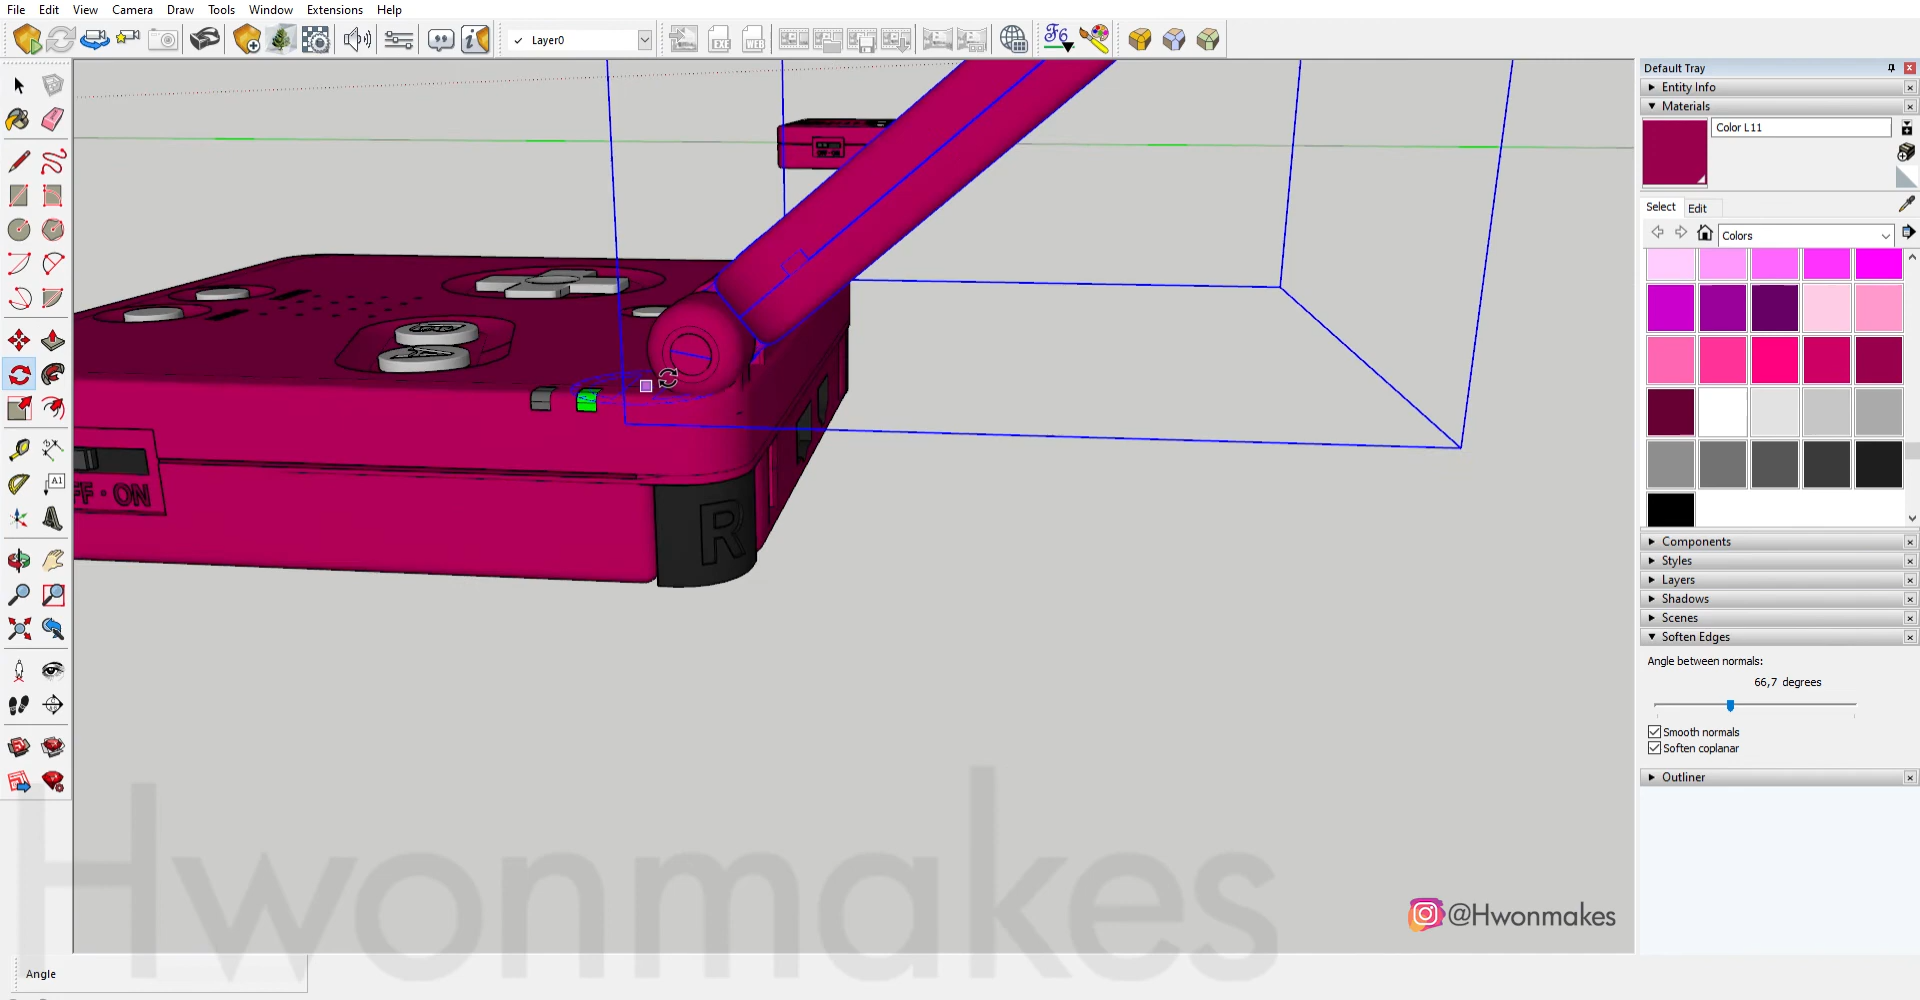 File Edit View Camera Draw Tools Window Extensions Help
Layer0
Default Tray
Entity Info
Materials
Color L11
Select Edit
Colors
Components
Styles
Layers
Shadows
Scenes
Soften Edges
Angle between normals:
66,7 degrees
Smooth normals
Soften coplanar
Outliner
FF · ON
R
Hwonmakes
@Hwonmakes
Angle